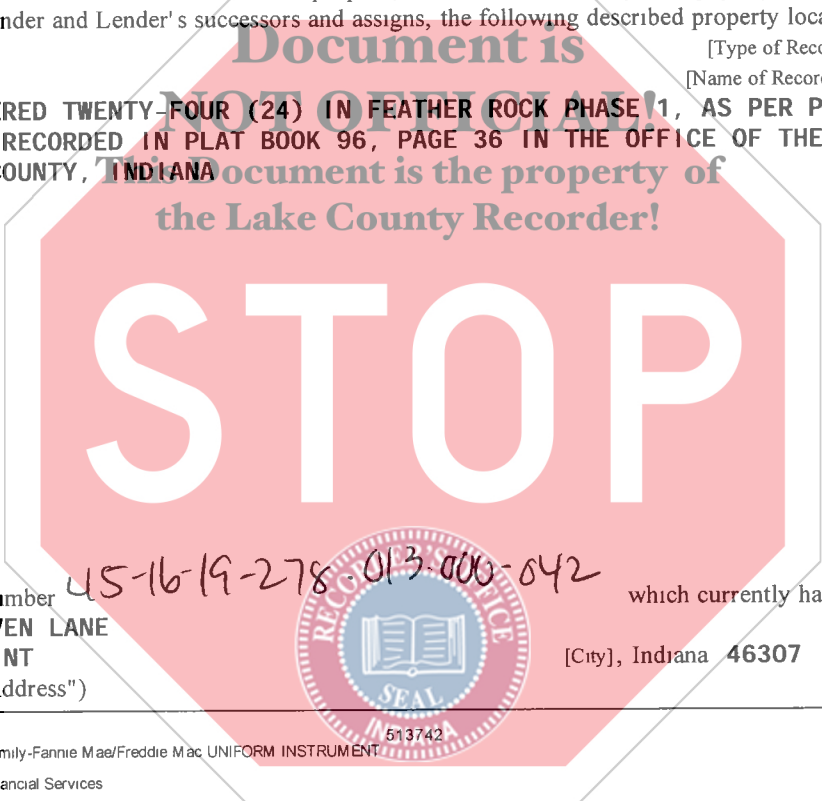 nder and Lender's successors and assigns, the following described property loca
Document is
[Type of Reco
[Name of Record
RED TWENTY-FOUR (24) IN FEATHER ROCK PHASE 1, AS PER P
NOT OFFICIAL!
RECORDED IN PLAT BOOK 96, PAGE 36 IN THE OFFICE OF THE
OUNTY, INDIANA
This Document is the property of
the Lake County Recorder!
STOP
mber 45-16-19-278-013.000-042 which currently ha
EN LANE
NT
[City], Indiana 46307
ddress")
RECORDER'S OFFICE
SEAL
INDIANA
513742
mily-Fannie Mae/Freddie Mac UNIFORM INSTRUMENT
ancial Services